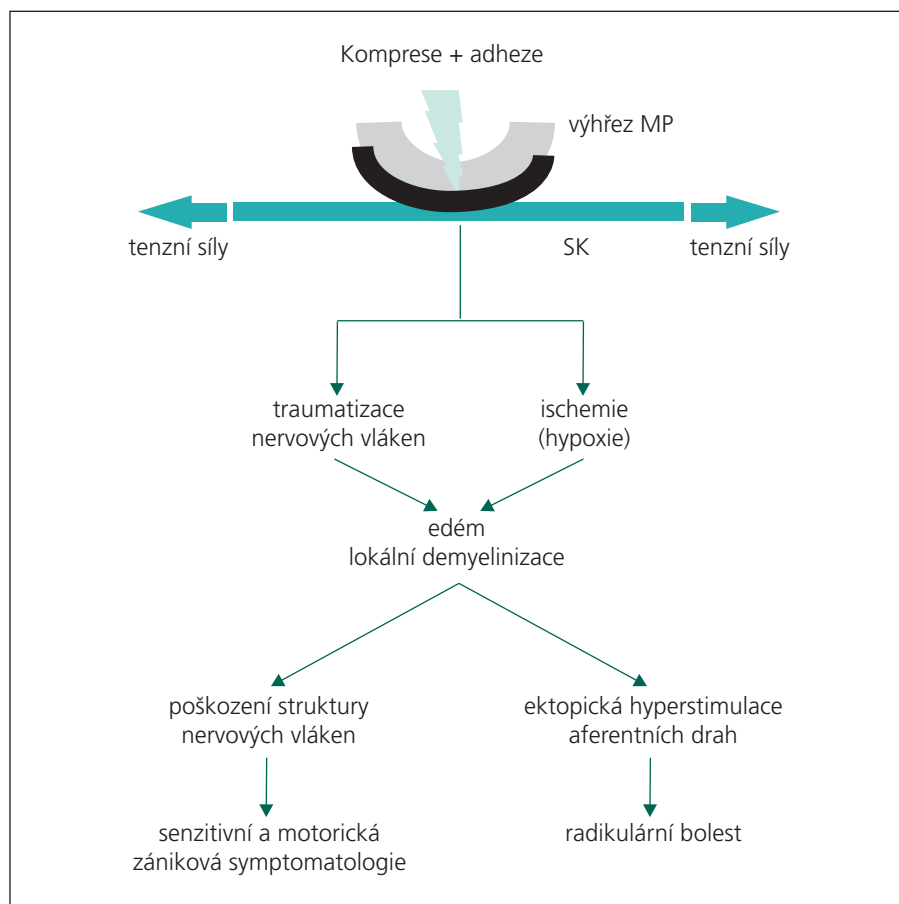 Komprese + adheze
výhřez MP
tenzní síly
SK
tenzní síly
traumatizace
nervových vláken
ischemie
(hypoxie)
edém
lokální demyelinizace
poškození struktury
nervových vláken
ektopická hyperstimulace
aferentních drah
senzitivní a motorická
zániková symptomatologie
radikulární bolest